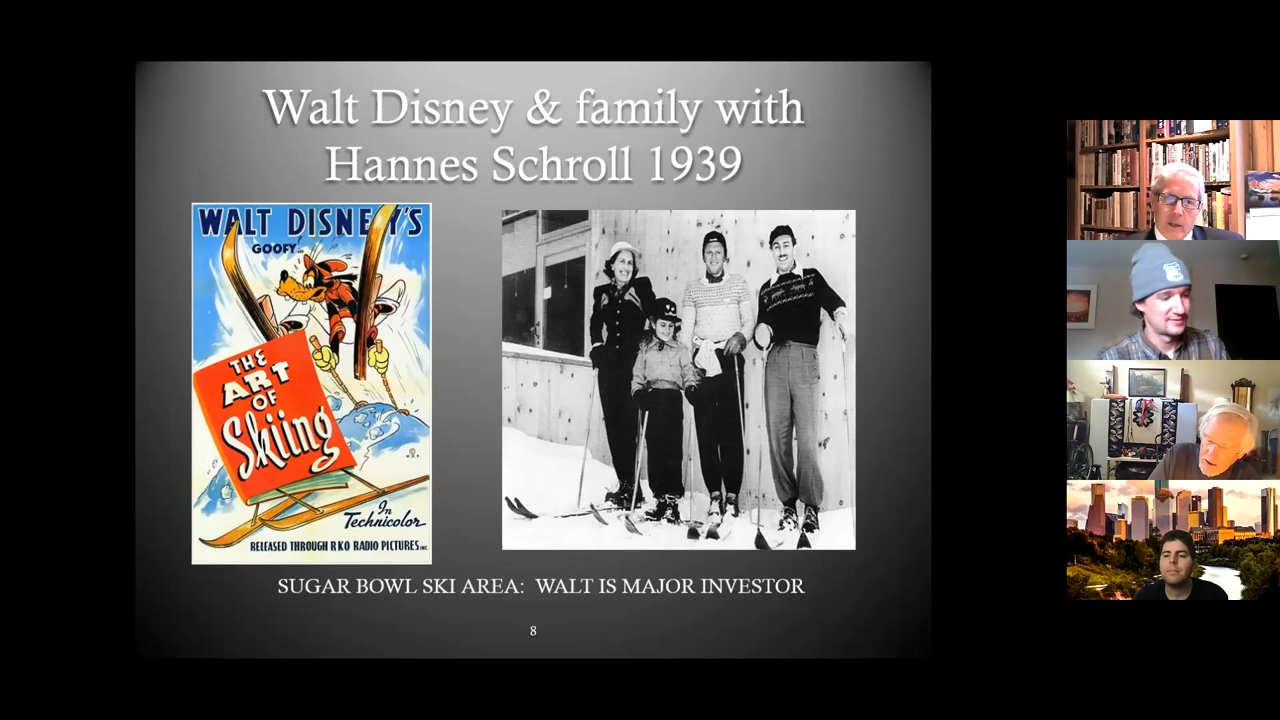 Walt Disney & family with
Hannes Schroll 1939
WALT DISNEY'S
GOOFY
THE
ART
OF
Skiing
In
Technicolor
RELEASED THROUGH RKO RADIO PICTURES INC.
SUGAR BOWL SKI AREA: WALT IS MAJOR INVESTOR
8